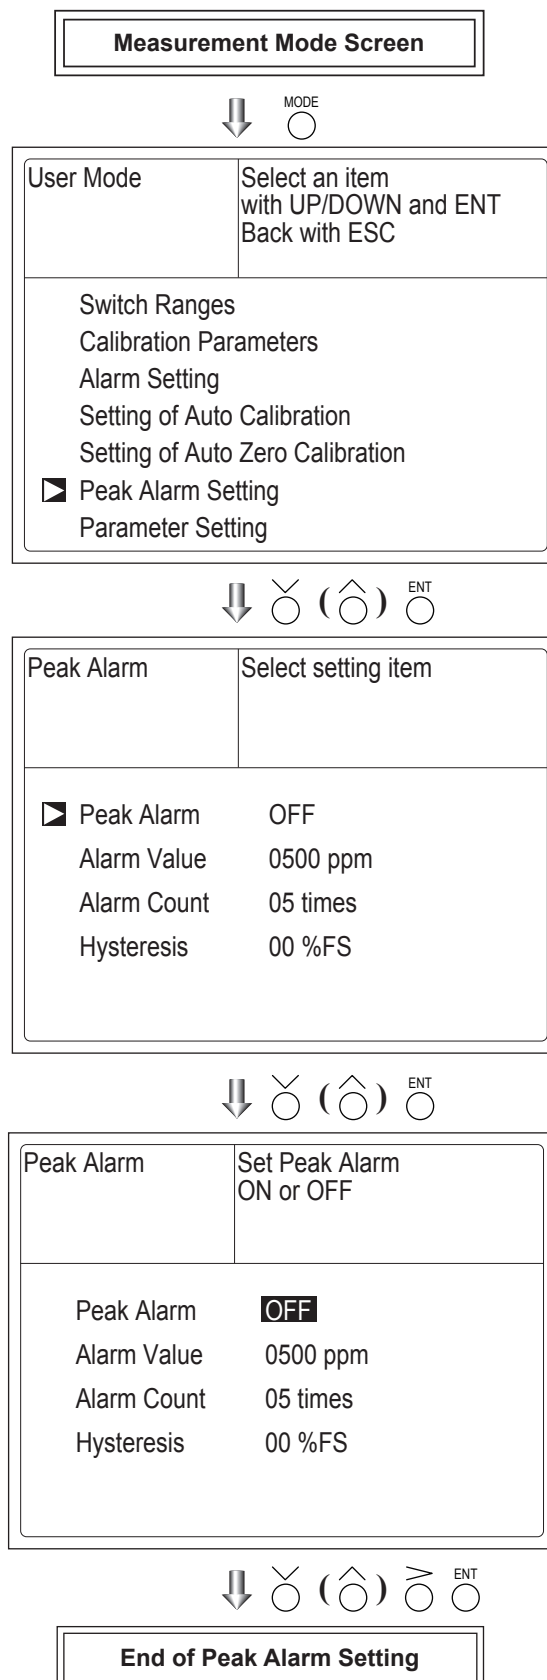 Measurement Mode Screen
MODE
User Mode
Select an item
with UP/DOWN and ENT
Back with ESC
Switch Ranges
Calibration Parameters
Alarm Setting
Setting of Auto Calibration
Setting of Auto Zero Calibration
Peak Alarm Setting
Parameter Setting
( ) ENT
Peak Alarm
Select setting item
Peak Alarm OFF
Alarm Value 0500 ppm
Alarm Count 05 times
Hysteresis 00 %FS
( ) ENT
Peak Alarm
Set Peak Alarm
ON or OFF
Peak Alarm OFF
Alarm Value 0500 ppm
Alarm Count 05 times
Hysteresis 00 %FS
( ) ENT
End of Peak Alarm Setting